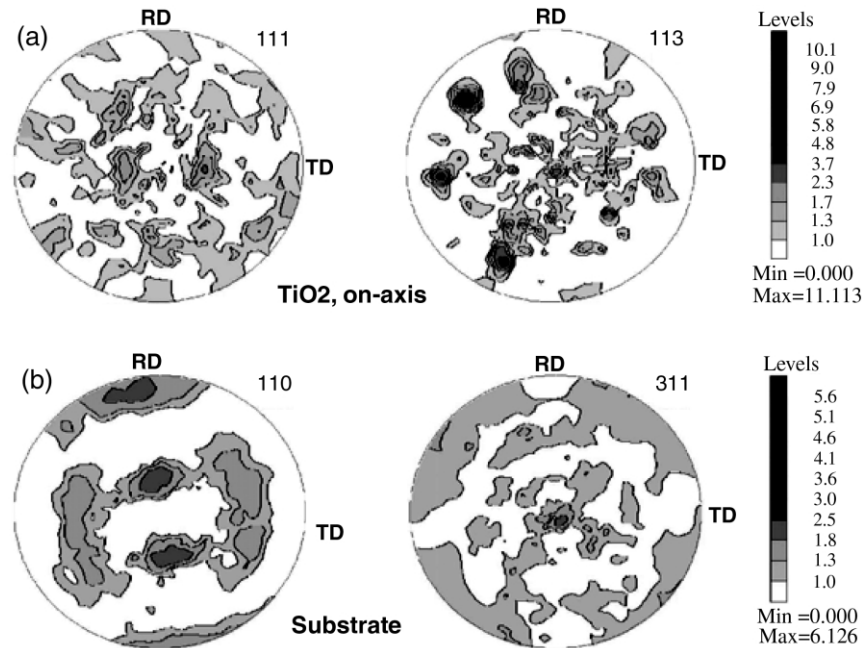 (a)
RD
111
TD
RD
113
TD
TiO2, on-axis
Levels
10.1
9.0
7.9
6.9
5.8
4.8
3.7
2.3
1.7
1.3
1.0
Min =0.000
Max=11.113
(b)
RD
110
TD
RD
311
TD
Substrate
Levels
5.6
5.1
4.6
4.1
3.6
3.0
2.5
1.8
1.3
1.0
Min =0.000
Max=6.126